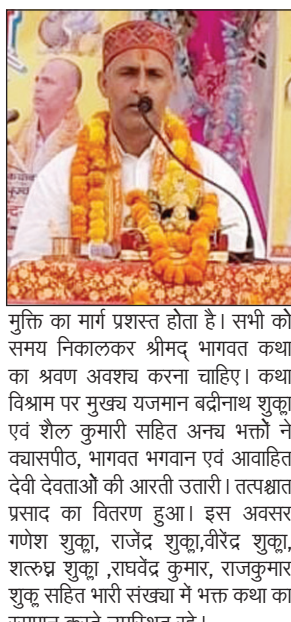 मुक्ति का मार्ग प्रशस्त होता है। सभी को
समय निकालकर श्रीमद् भागवत कथा
का श्रवण अवश्य करना चाहिए। कथा
विश्राम पर मुख्य यजमान बद्रीनाथ शुक्ला
एवं शैल कुमारी सहित अन्य भक्तों ने
व्यासपीठ, भागवत भगवान एवं आवाहित
देवी देवताओं की आरती उतारी। तत्पश्चात
प्रसाद का वितरण हुआ। इस अवसर
गणेश शुक्ला, राजेंद्र शुक्ला,वीरेंद्र शुक्ला,
शत्रुघ्न शुक्ला ,राघवेंद्र कुमार, राजकुमार
शुक्ल सहित भारी संख्या में भक्त कथा का